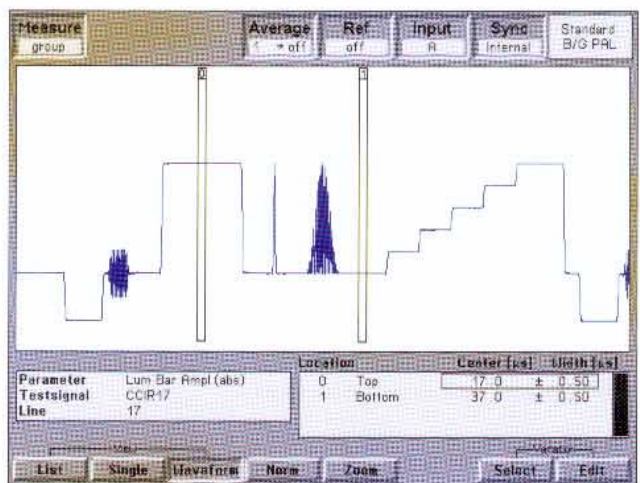 Measure
group
Average
1 → off
Ref
off
Input
A
Sync
Internal
Standard
B/G PAL
0
1
Parameter Lum Bar Ampl (abs)
Testsignal CCIR17
Line 17
Location Center [µs] Width [µs]
0 Top 17.0 ± 0.50
1 Bottom 37.0 ± 0.50
List
Single
Waveform
Norm
Zoom
Select
Edit